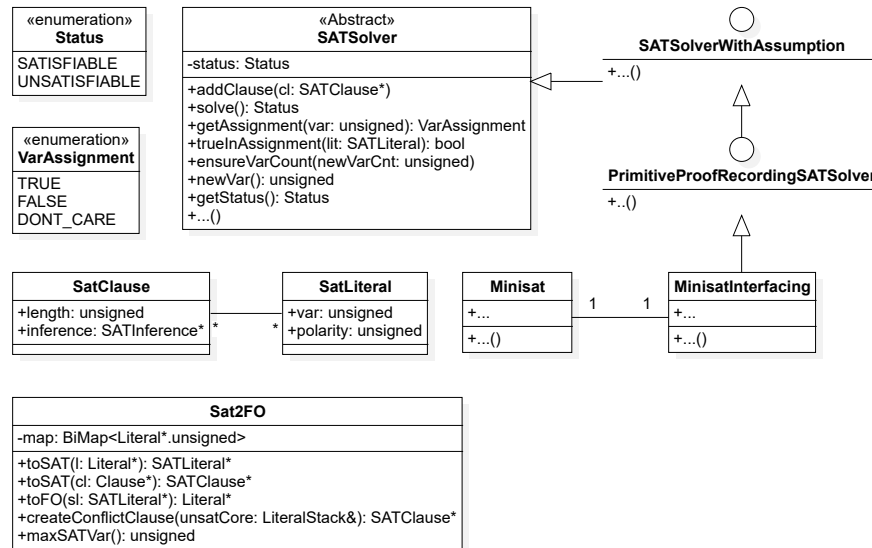 «enumeration»
Status
SATISFIABLE
UNSATISFIABLE
«enumeration»
VarAssignment
TRUE
FALSE
DONT_CARE
«Abstract»
SATSolver
-status: Status
+addClause(cl: SATClause*)
+solve(): Status
+getAssignment(var: unsigned): VarAssignment
+trueInAssignment(lit: SATLiteral): bool
+ensureVarCount(newVarCnt: unsigned)
+newVar(): unsigned
+getStatus(): Status
+...()
SATSolverWithAssumption
+...()
PrimitiveProofRecordingSATSolver
+..()
SatClause
+length: unsigned
+inference: SATInference*
*
*
SatLiteral
+var: unsigned
+polarity: unsigned
Minisat
+...
+...()
1
1
MinisatInterfacing
+...
+...()
Sat2FO
-map: BiMap<Literal*.unsigned>
+toSAT(l: Literal*): SATLiteral*
+toSAT(cl: Clause*): SATClause*
+toFO(sl: SATLiteral*): Literal*
+createConflictClause(unsatCore: LiteralStack&): SATClause*
+maxSATVar(): unsigned